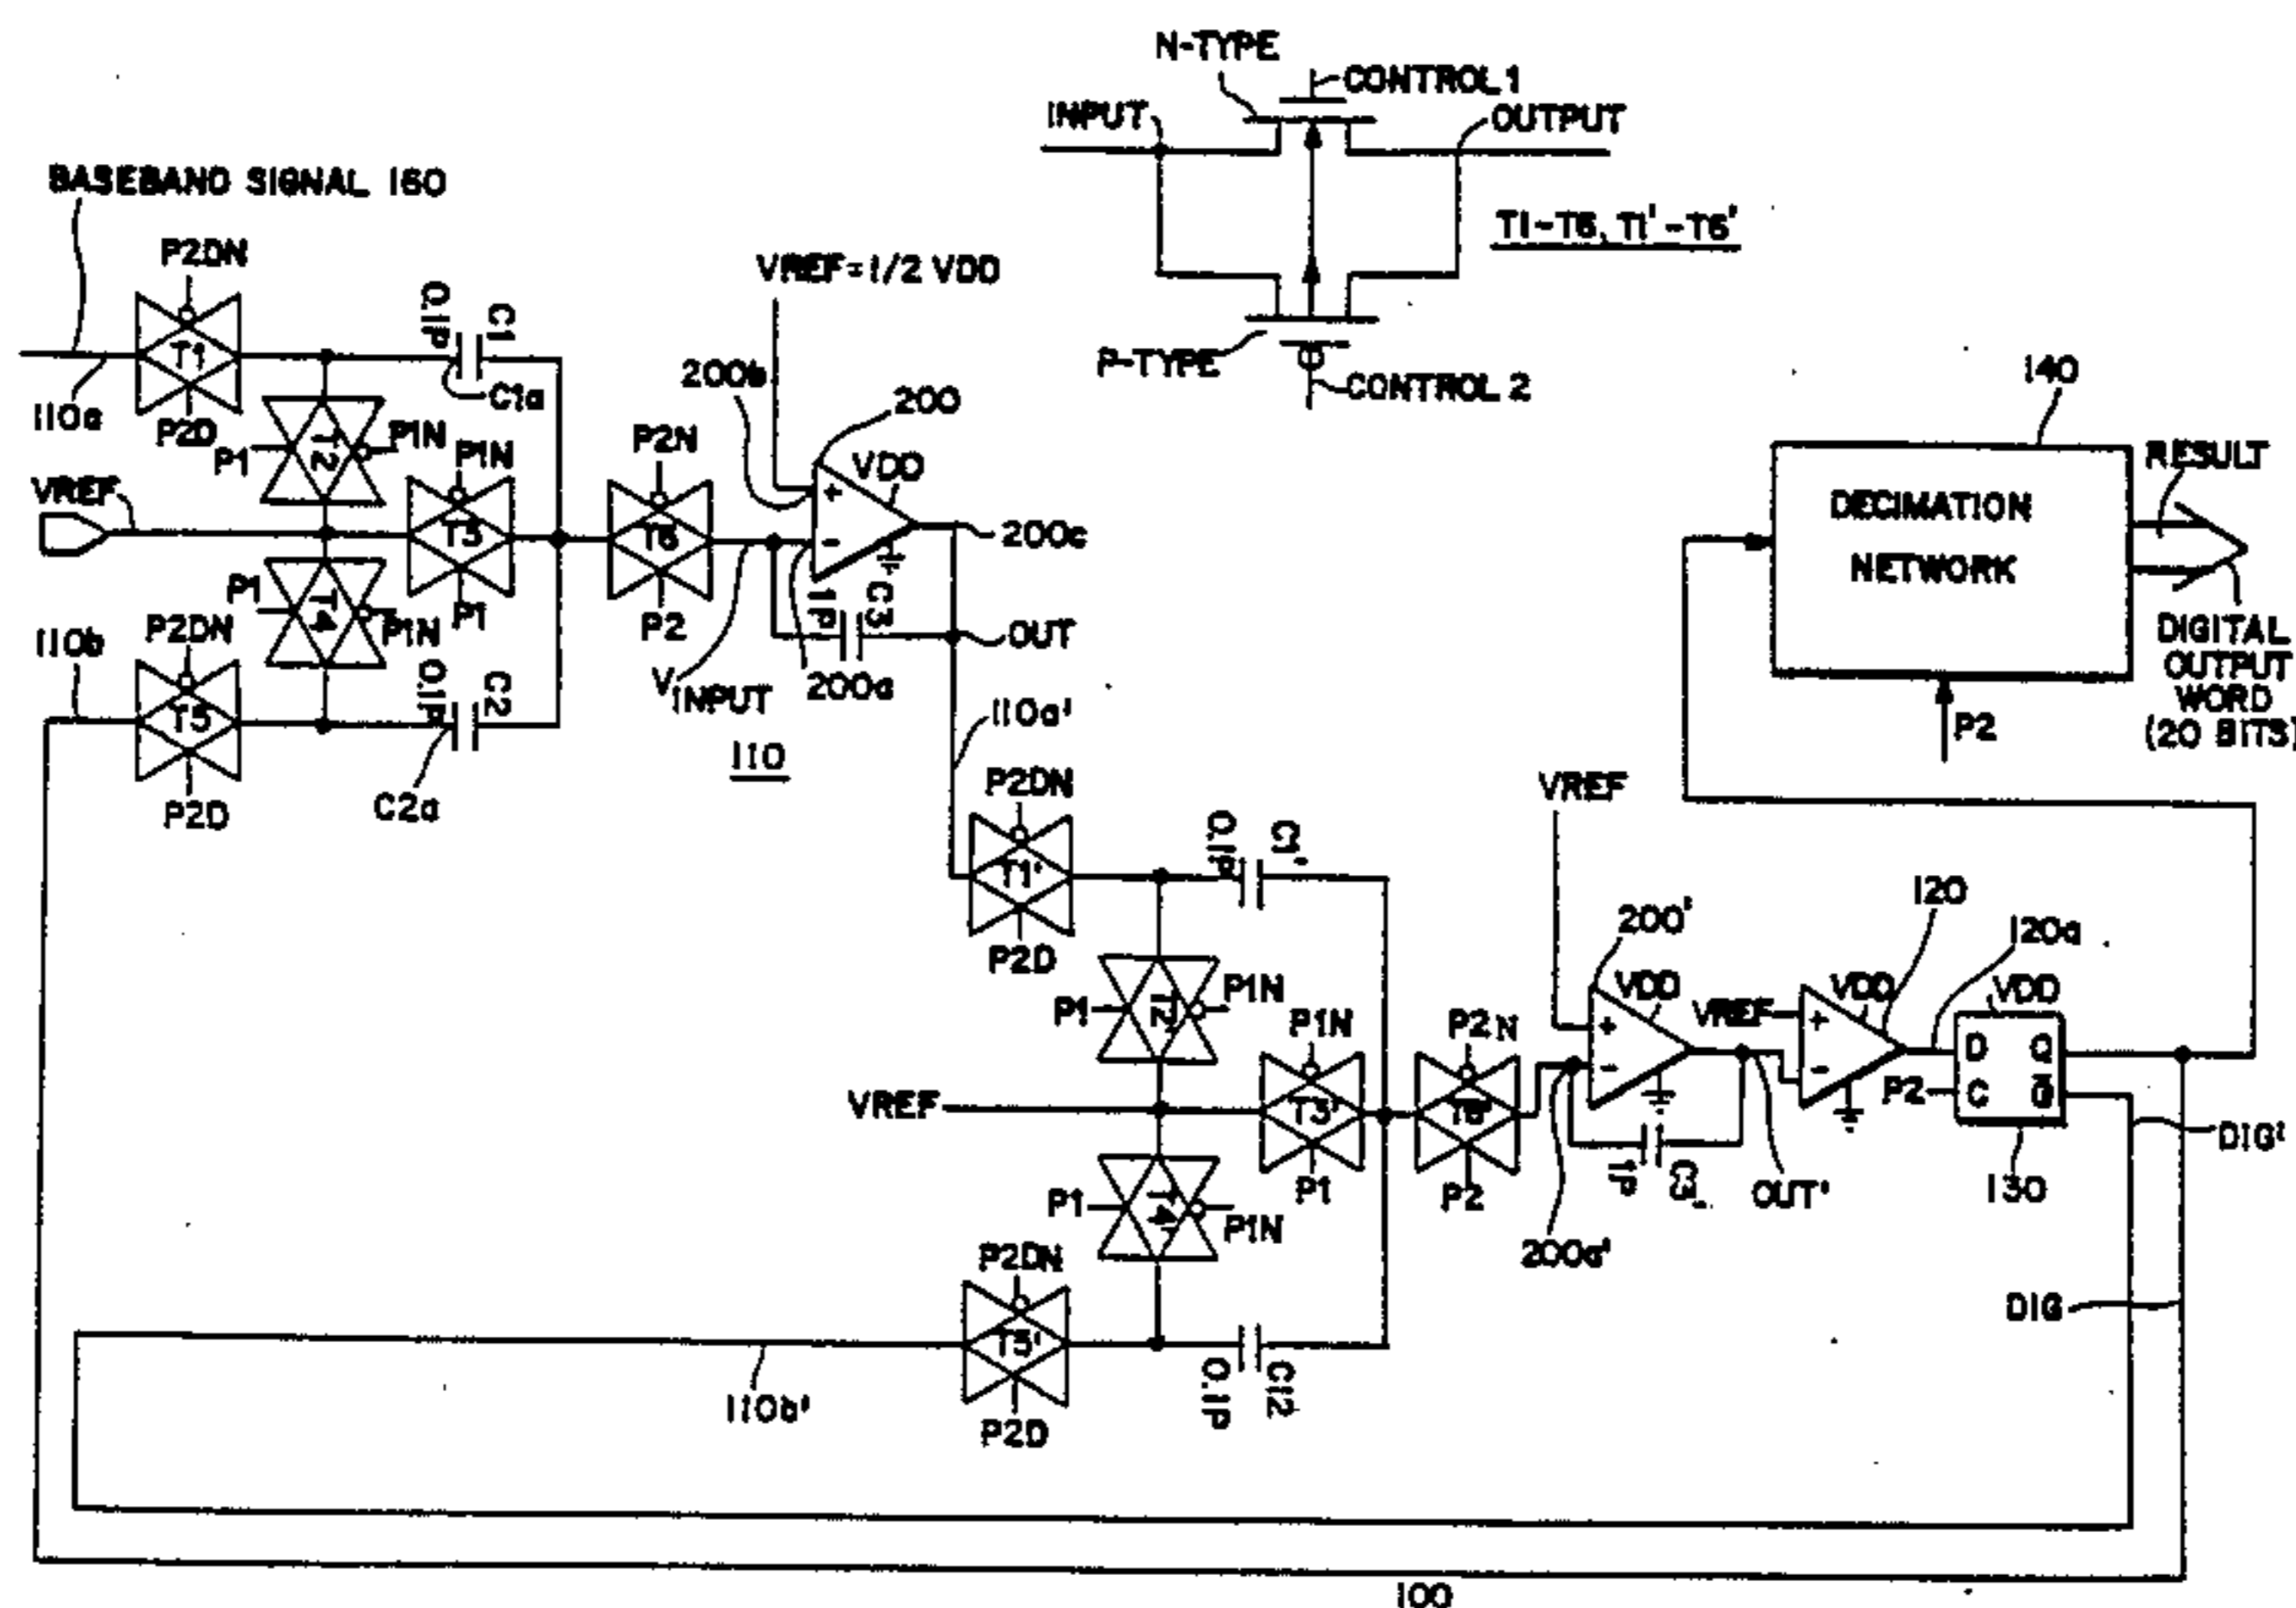 N-TYPE
CONTROL 1
INPUT
OUTPUT
T1-T6, T1'-T6'
P-TYPE
CONTROL 2
BASEBAND SIGNAL 160
P2DN
T1
P2D
110a
0.1P
C1
C1a
P1
T2
P1N
VREF
P1N
T3
P1
P1
T4
P1N
110b
P2DN
T5
P2D
0.1P
C2
C2a
VREF=1/2 VDD
200b
200
VDD
+
-
200c
P2N
T6
P2
V INPUT
1P
C3
200a
OUT
110
110a'
140
DECIMATION
NETWORK
RESULT
DIGITAL
OUTPUT
WORD
(20 BITS)
P2
P2DN
T1'
P2D
0.1P
P1
P1N
VREF
P1N
T3'
P1
P1
P1N
P2N
T6'
P2
VREF
200'
VDD
+
-
200a'
1P
OUT'
VREF
VDD
+
-
120
120a
VDD
D Q
P2 C Q̅
130
DIG'
DIG
P2DN
T5'
P2D
0.1P
C12
110b'
100